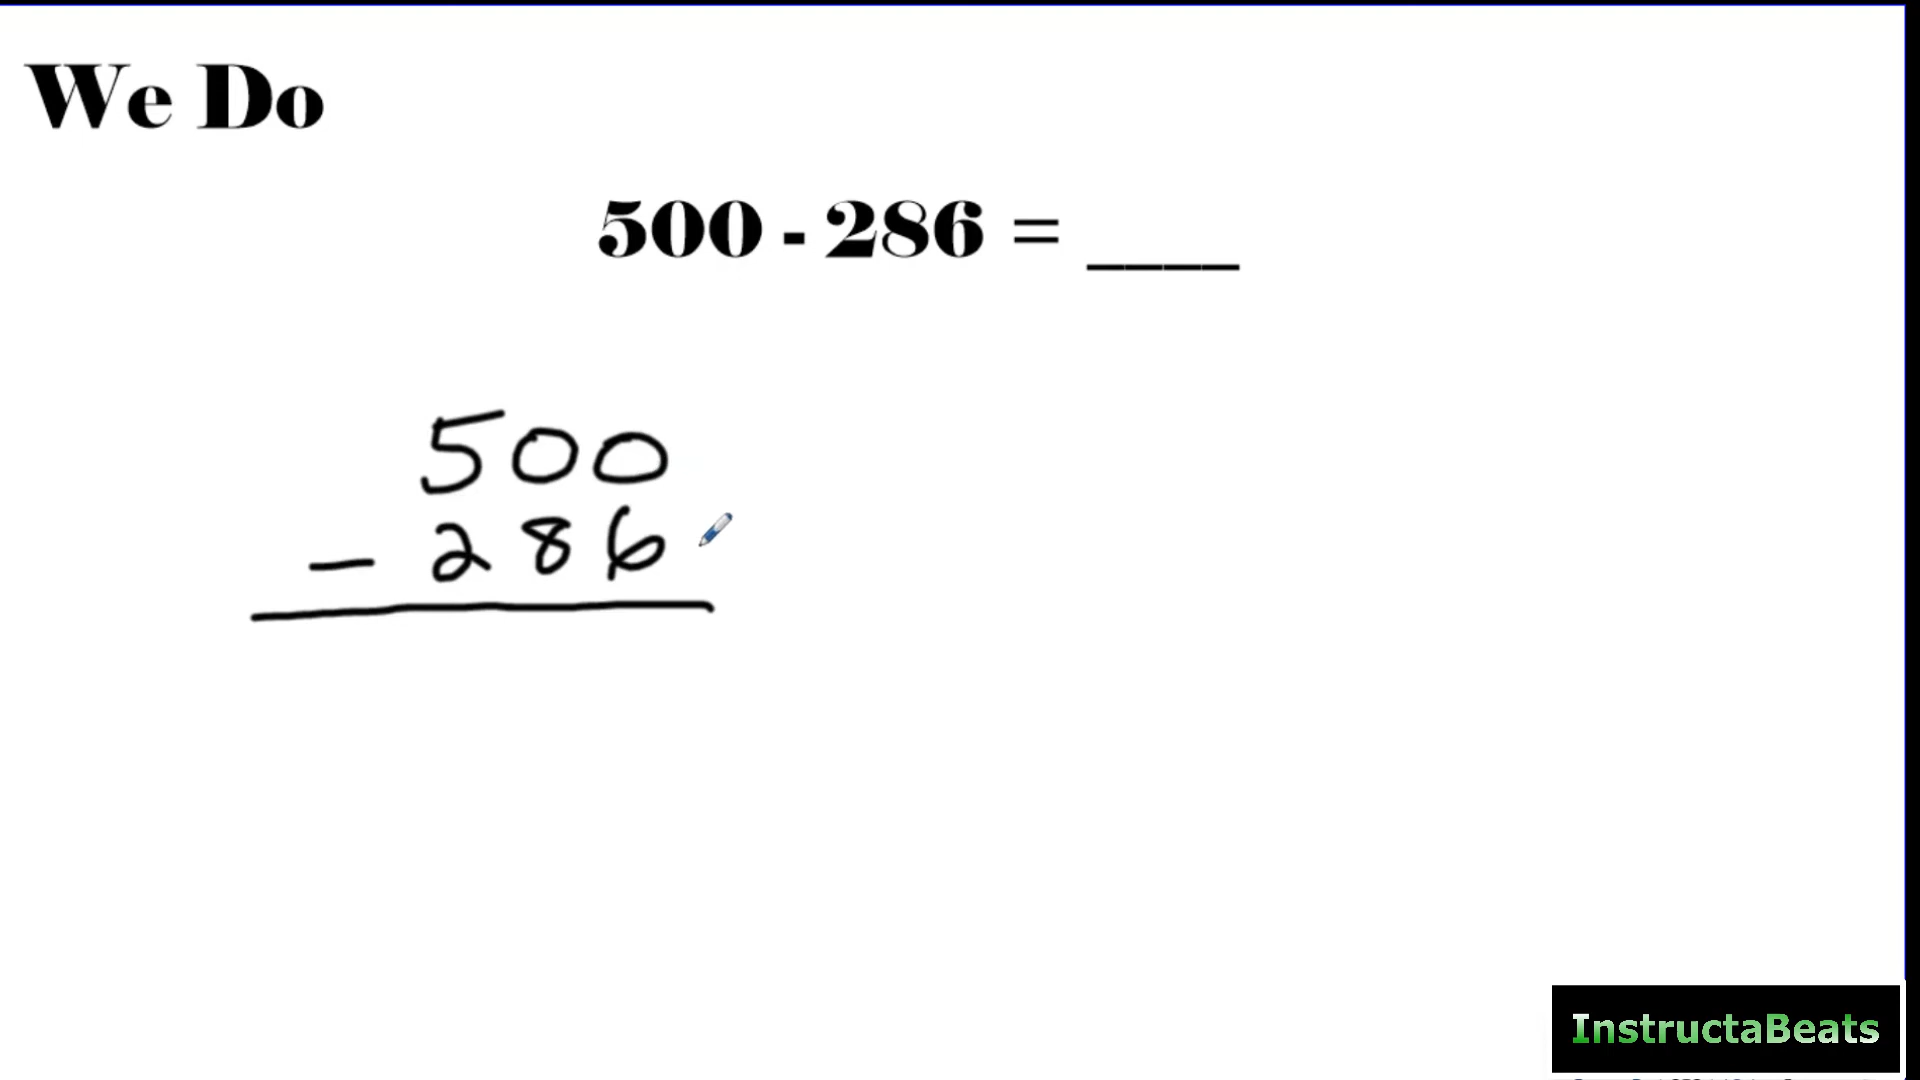 We Do
500 - 286 = ____
500
- 286
InstructaBeats